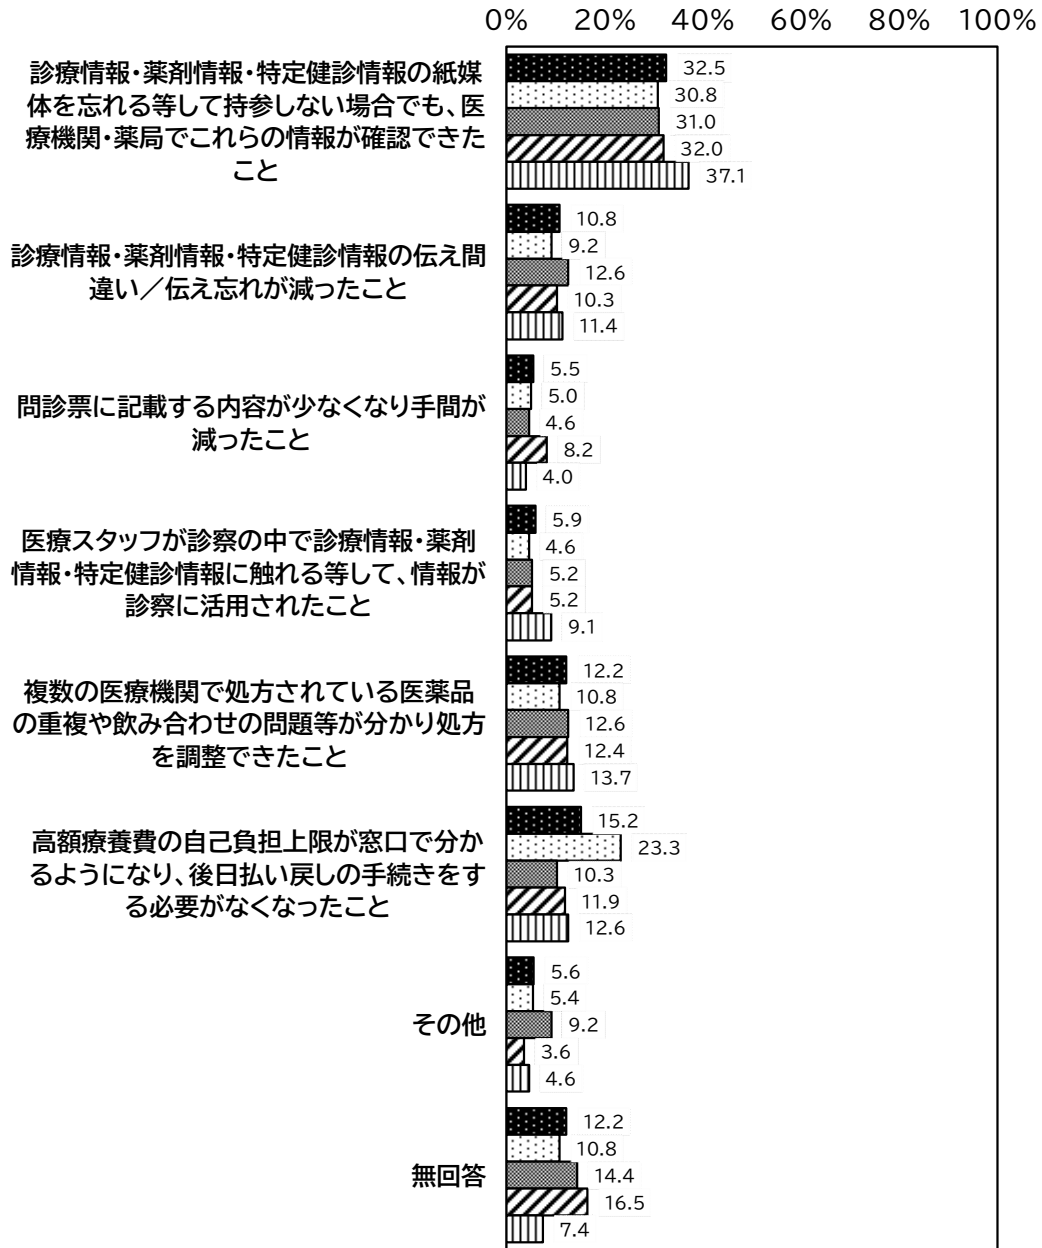 0% 20% 40% 60% 80% 100%
診療情報・薬剤情報・特定健診情報の紙媒
体を忘れる等して持参しない場合でも、医
療機関・薬局でこれらの情報が確認できた
こと
32.5
30.8
31.0
32.0
37.1
診療情報・薬剤情報・特定健診情報の伝え間
違い／伝え忘れが減ったこと
10.8
9.2
12.6
10.3
11.4
問診票に記載する内容が少なくなり手間が
減ったこと
5.5
5.0
4.6
8.2
4.0
医療スタッフが診察の中で診療情報・薬剤
情報・特定健診情報に触れる等して、情報が
診察に活用されたこと
5.9
4.6
5.2
5.2
9.1
複数の医療機関で処方されている医薬品
の重複や飲み合わせの問題等が分かり処方
を調整できたこと
12.2
10.8
12.6
12.4
13.7
高額療養費の自己負担上限が窓口で分か
るようになり、後日払い戻しの手続きをす
る必要がなくなったこと
15.2
23.3
10.3
11.9
12.6
その他
5.6
5.4
9.2
3.6
4.6
無回答
12.2
10.8
14.4
16.5
7.4